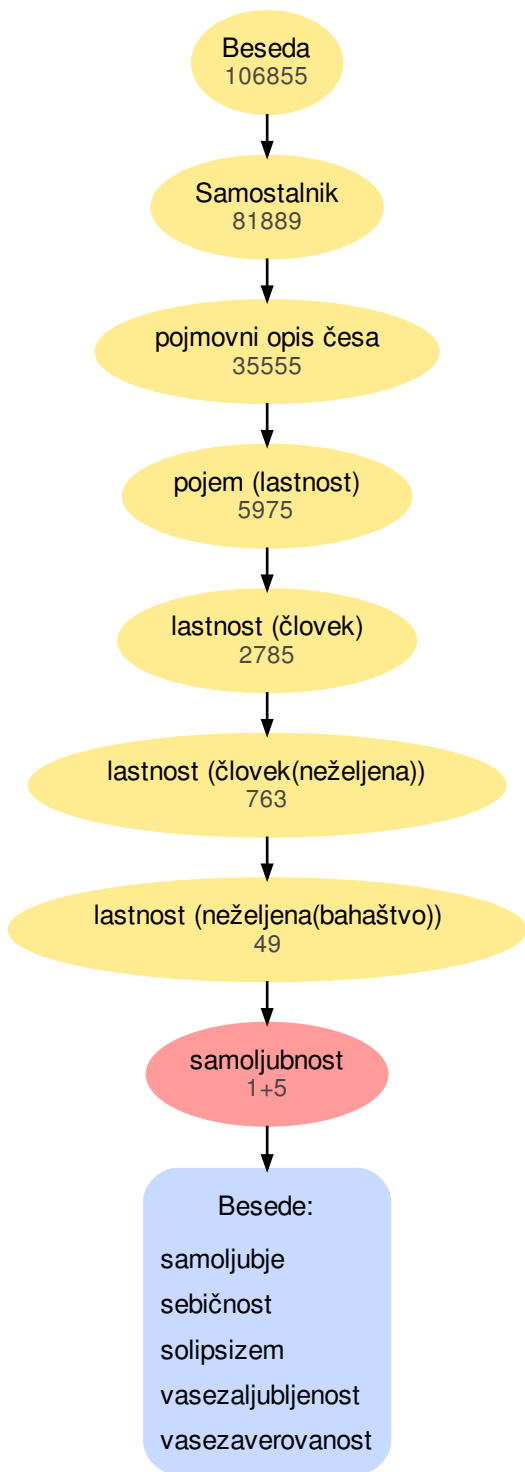 Beseda
106855
Samostalnik
81889
pojmovni opis česa
35555
pojem (lastnost)
5975
lastnost (človek)
2785
lastnost (človek(neželjena))
763
lastnost (neželjena(bahaštvo))
49
samoljubnost
1+5
Besede:
samoljubje
sebičnost
solipsizem
vasezaljubljenost
vasezaverovanost